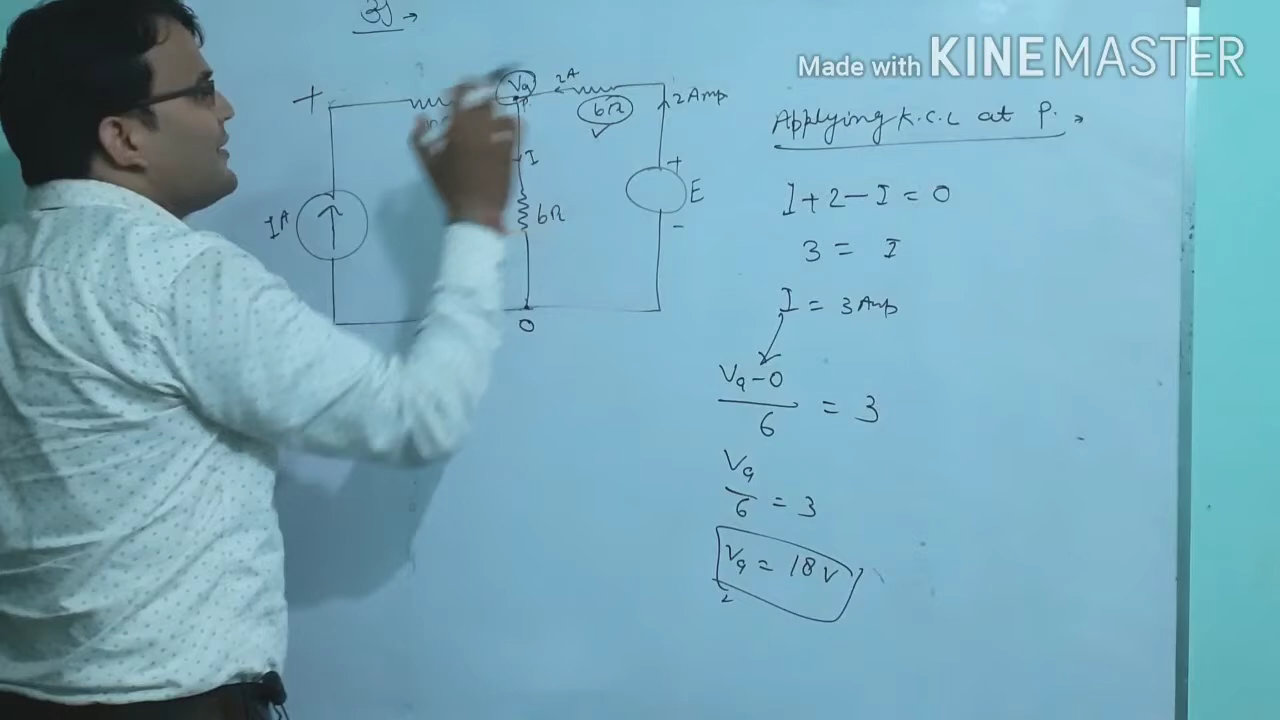 Made with KINEMASTER
+
Va
P
2A
6Ω
2 Amp
I
6Ω
+
E
-
1A
0
Applying K.C.L at P.
1+2-I=0
3 = I
I = 3 Amp
Va-0
6
= 3
Va
6
= 3
Va = 18 V